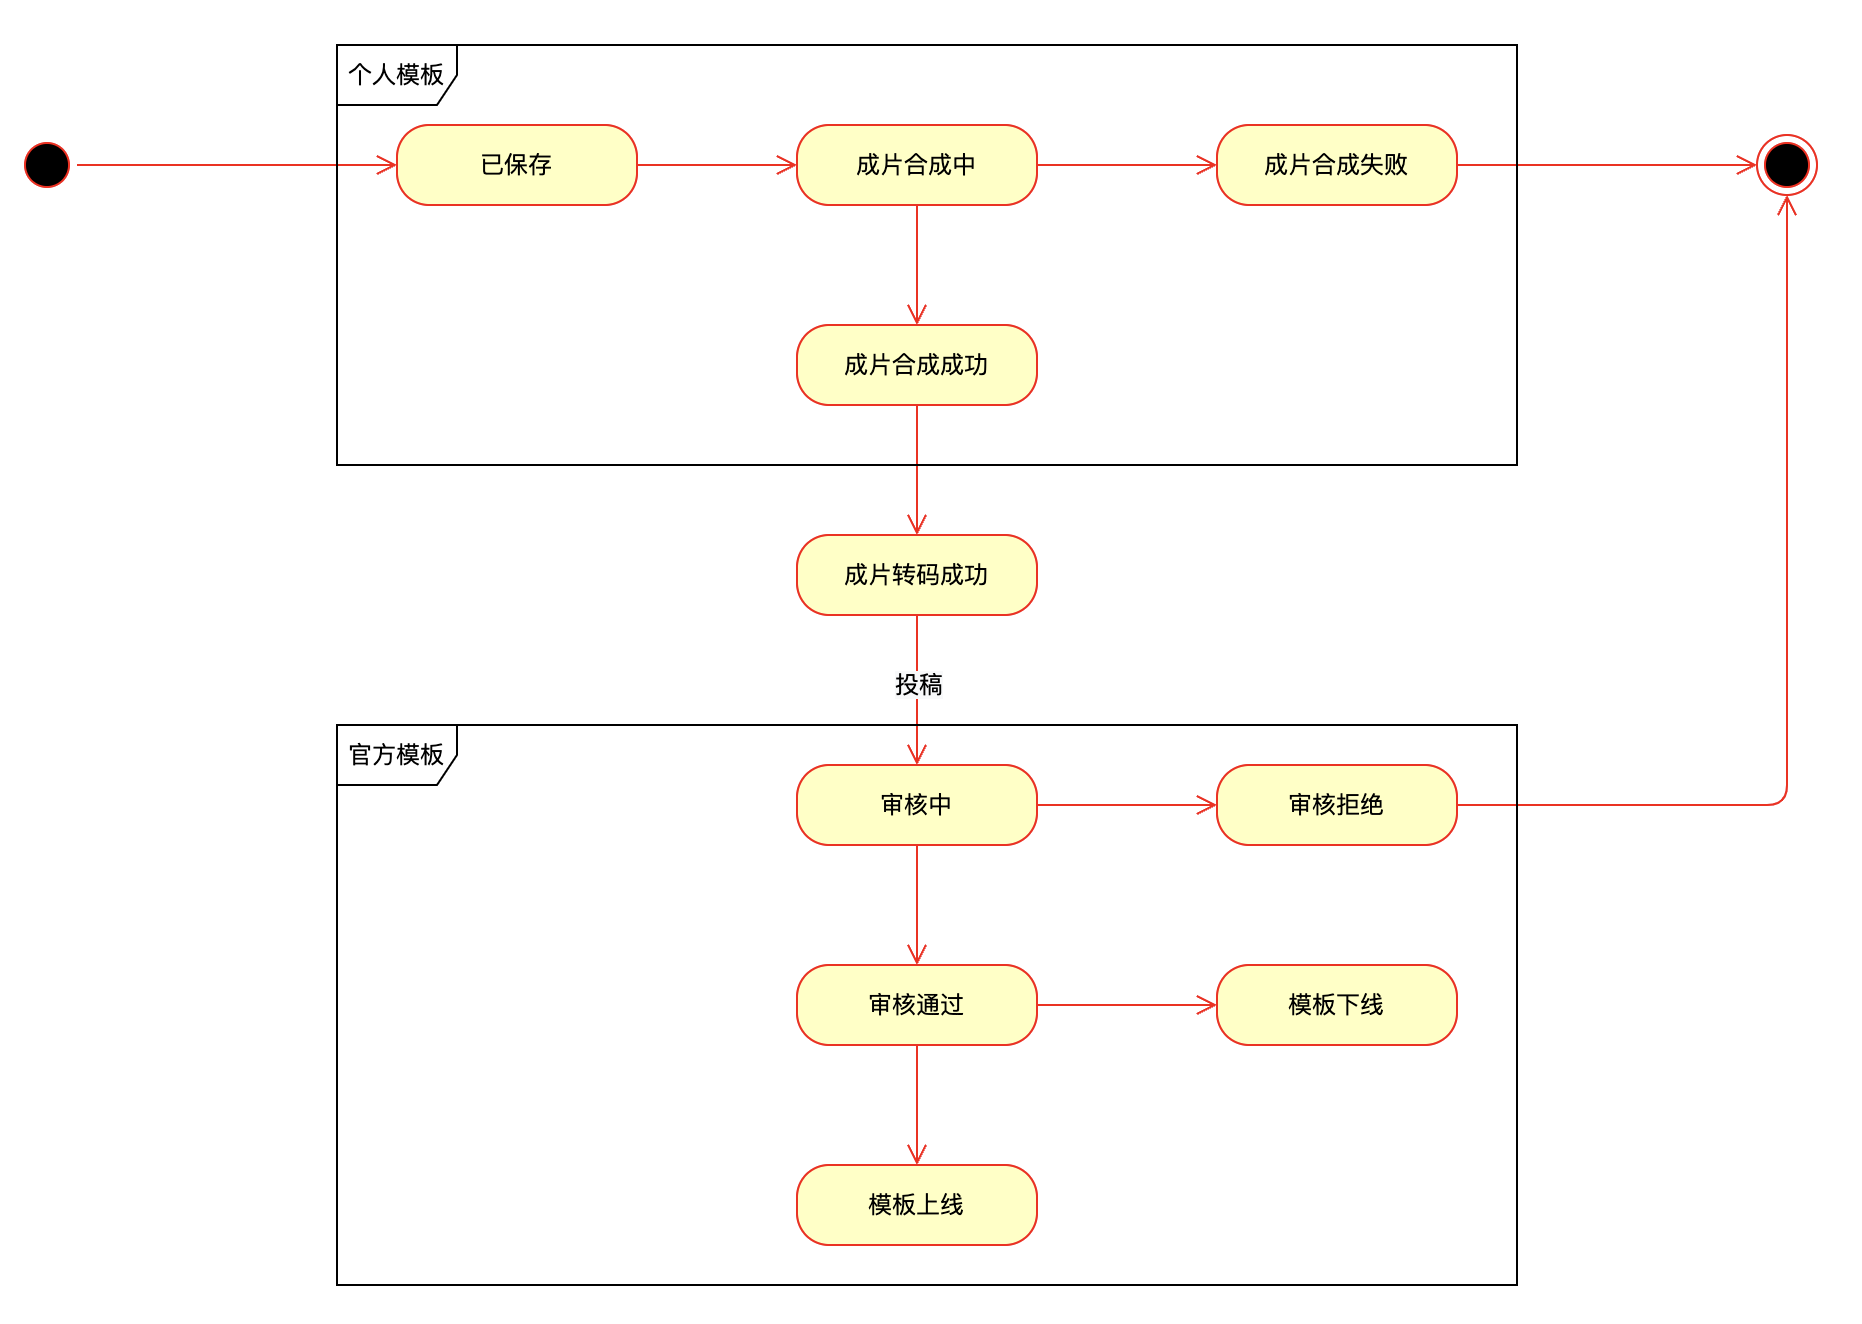 个人模板
已保存
成片合成中
成片合成失败
成片合成成功
成片转码成功
投稿
官方模板
审核中
审核拒绝
审核通过
模板下线
模板上线